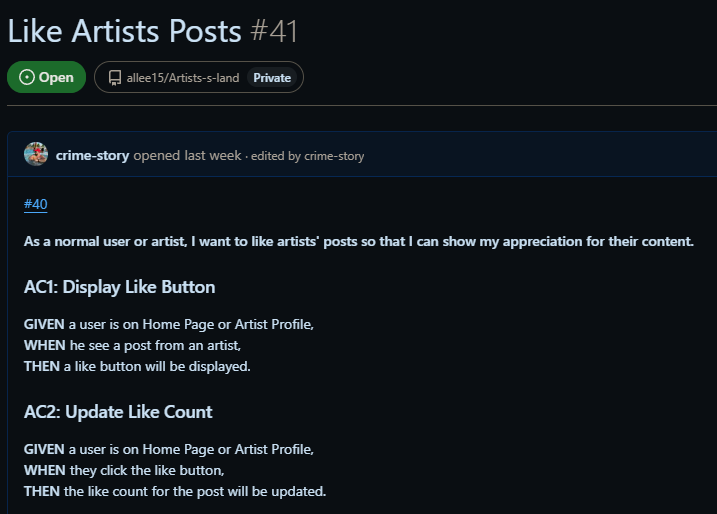 Like Artists Posts #41
Open allee15/Artists-s-land Private
crime-story opened last week · edited by crime-story
#40
As a normal user or artist, I want to like artists' posts so that I can show my appreciation for their content.
AC1: Display Like Button
GIVEN a user is on Home Page or Artist Profile,
WHEN he see a post from an artist,
THEN a like button will be displayed.
AC2: Update Like Count
GIVEN a user is on Home Page or Artist Profile,
WHEN they click the like button,
THEN the like count for the post will be updated.